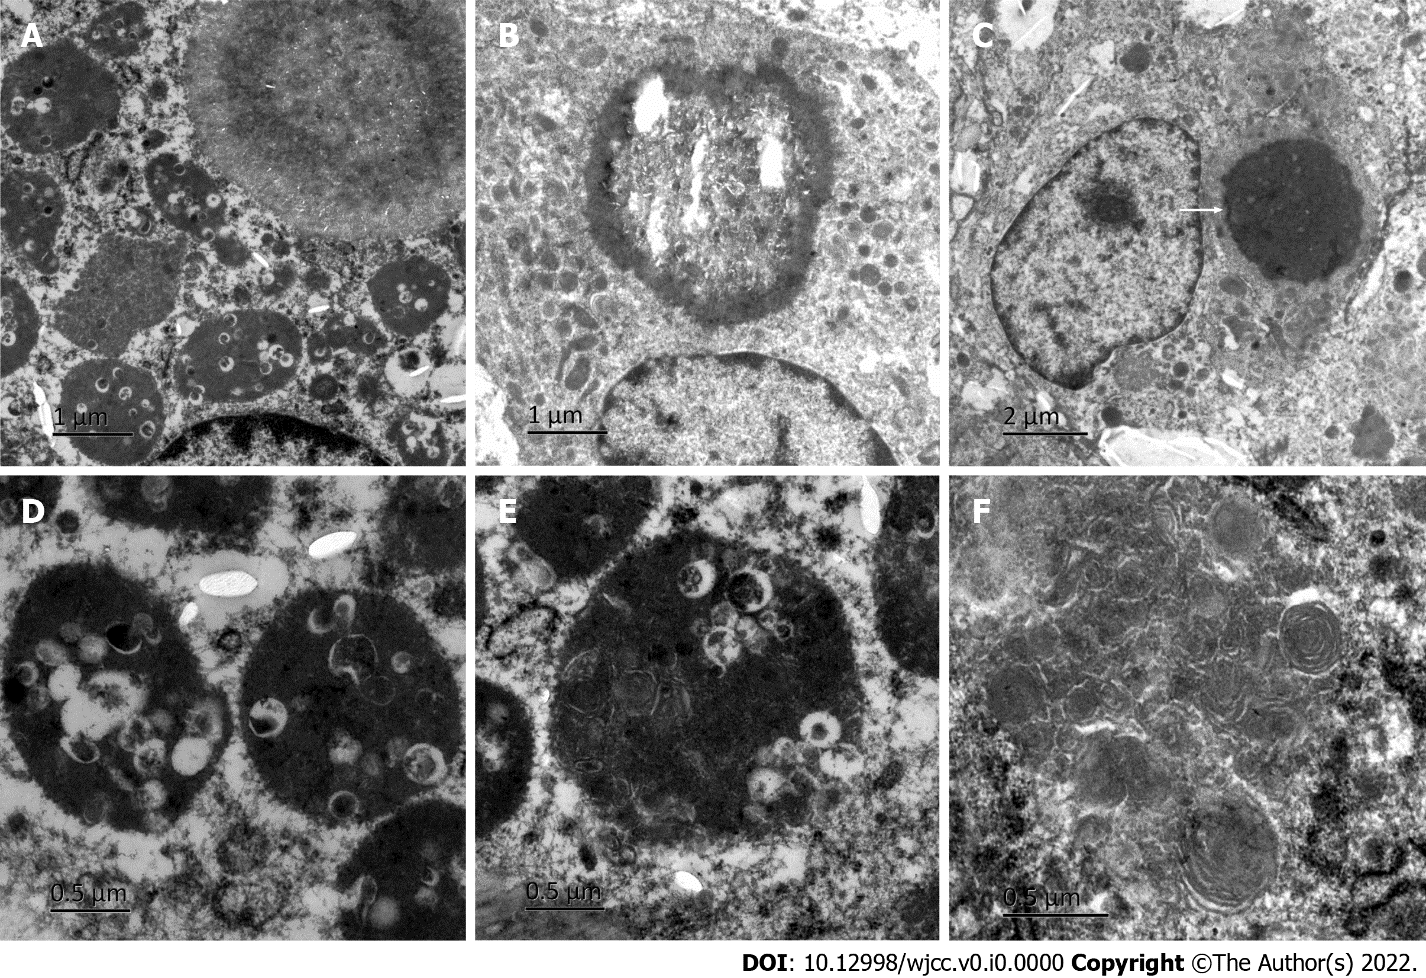 A
B
C
1 µm
1 µm
2 µm
D
E
F
0.5 µm
0.5 µm
0.5 µm
DOI: 10.12998/wjcc.v0.i0.0000 Copyright ©The Author(s) 2022.